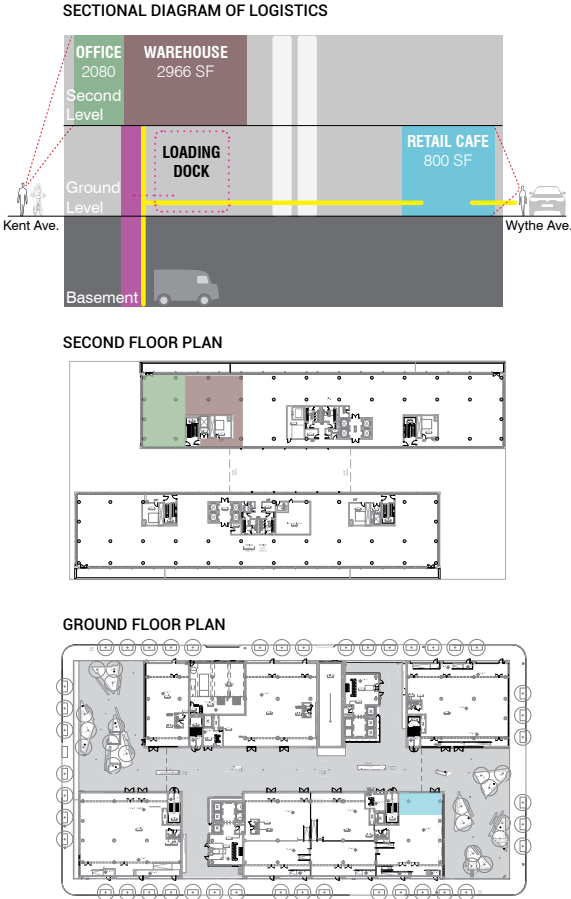 SECTIONAL DIAGRAM OF LOGISTICS
OFFICE
2080
WAREHOUSE
2966 SF
Second
Level
LOADING
DOCK
RETAIL CAFE
800 SF
Ground
Level
Kent Ave.
Wythe Ave.
Basement
SECOND FLOOR PLAN
GROUND FLOOR PLAN